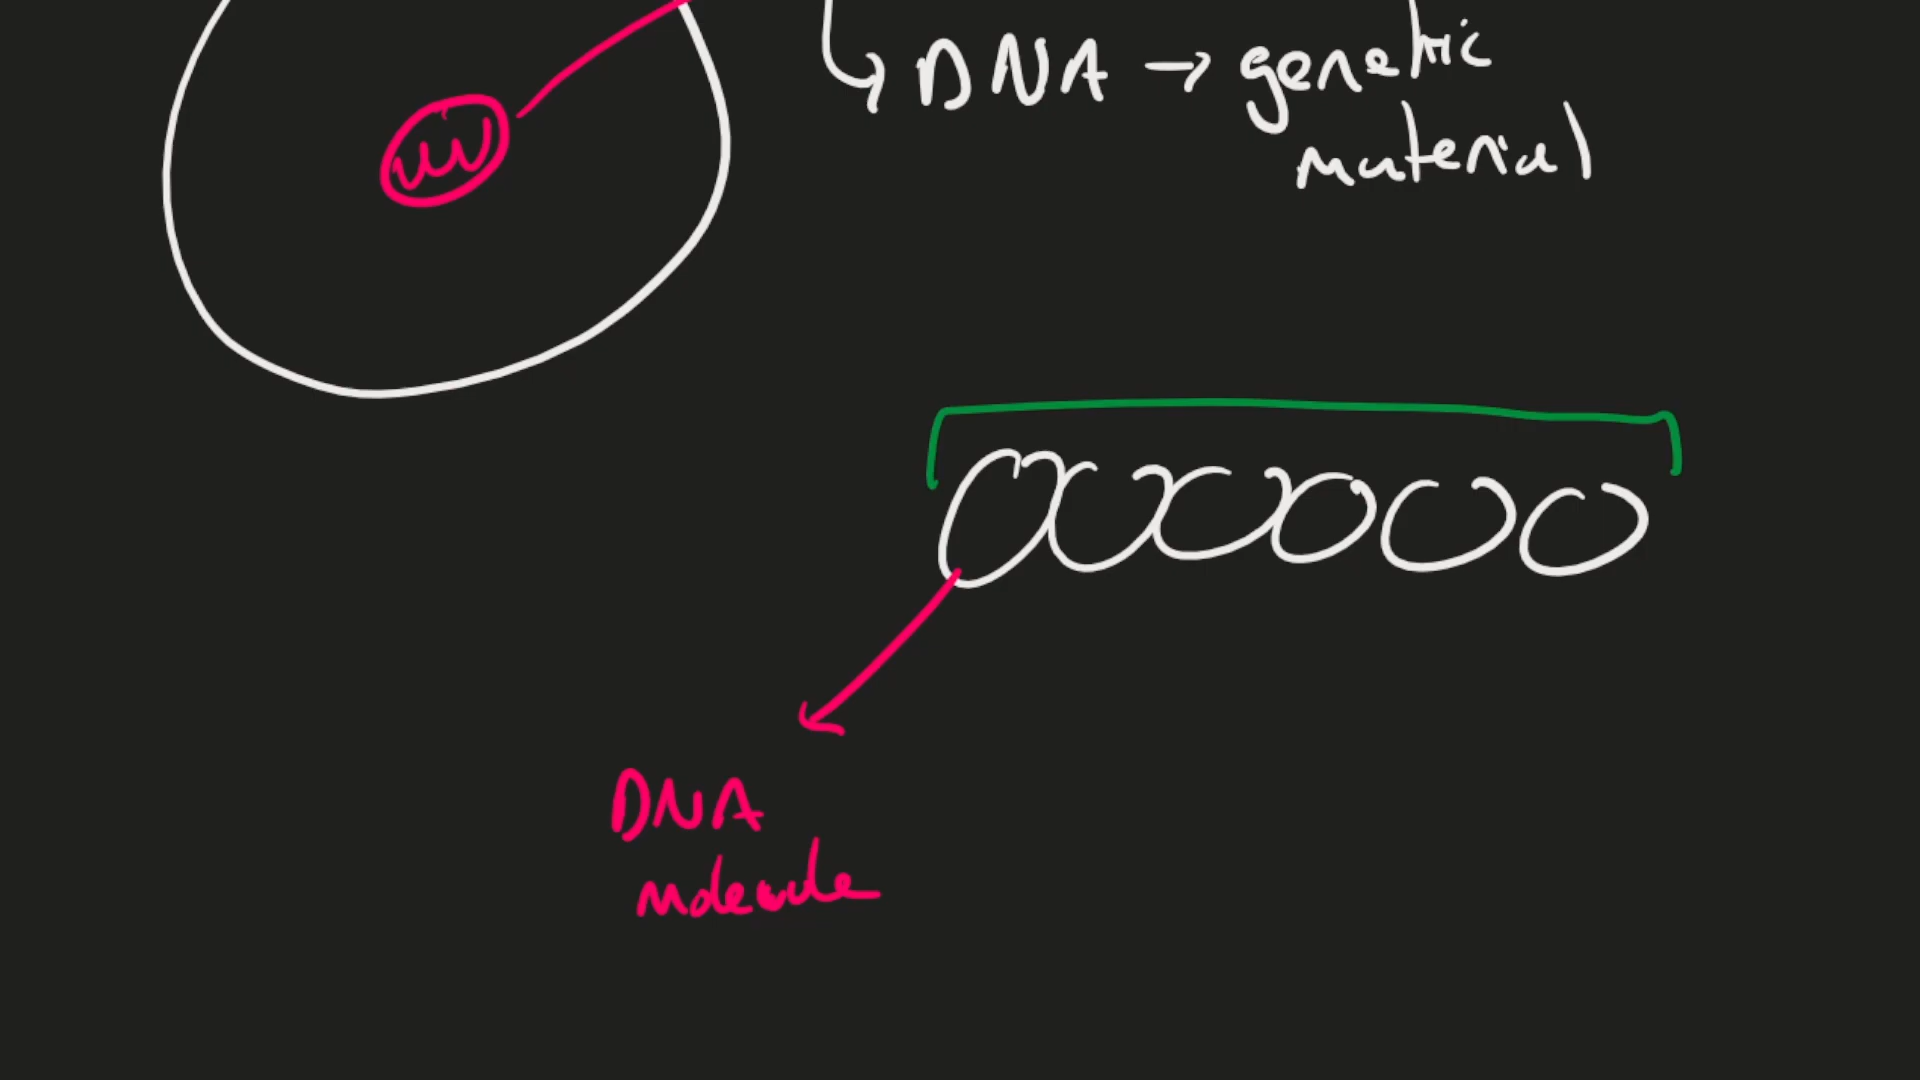 DNA → genetic
material
DNA
molecule